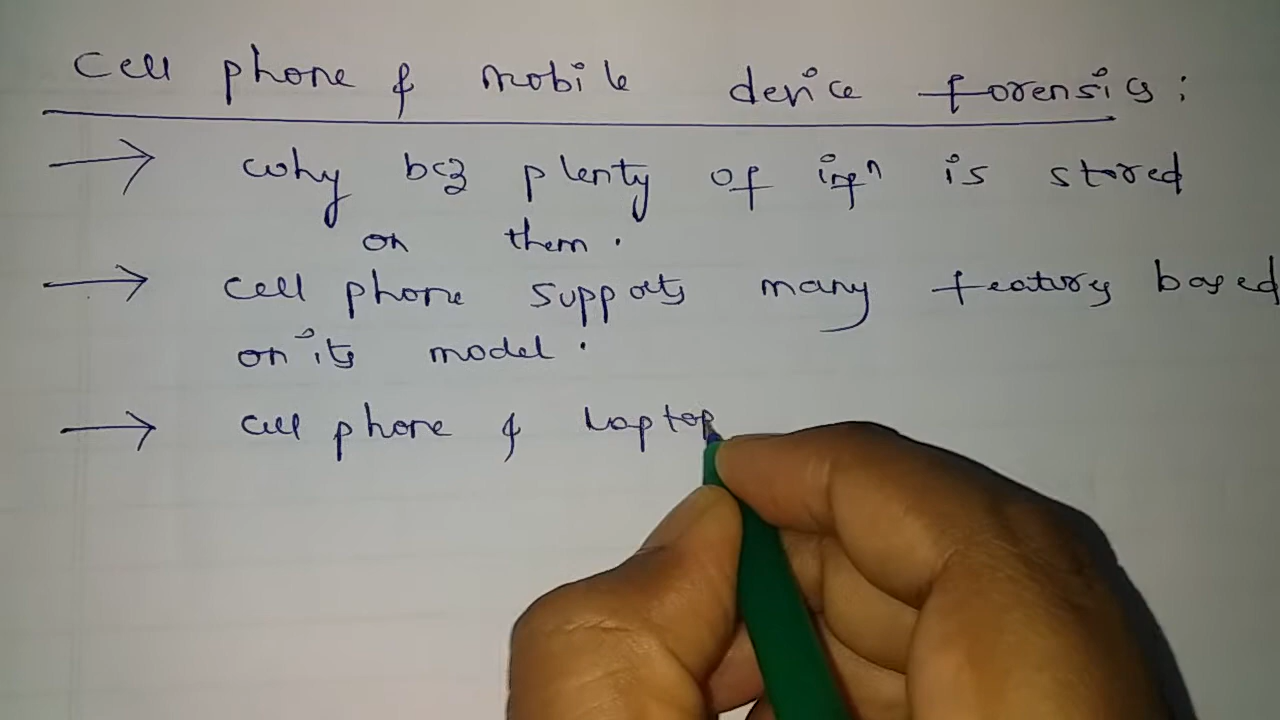 Cell phone & mobile device forensics :
→ why bcz plenty of infⁿ is stored
on them .
→ cell phone supports many features based
on its model .
→ cell phone & Laptop